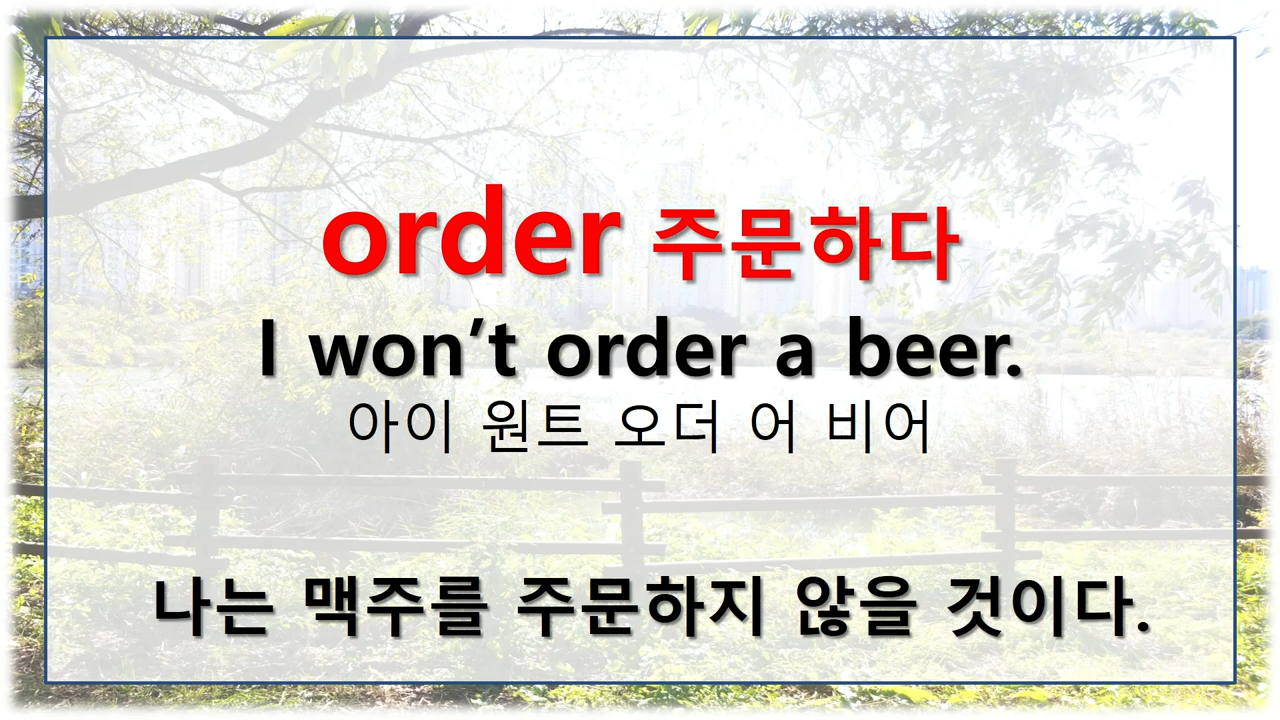 order 주문하다
I won’t order a beer.
아이 원트 오더 어 비어
나는 맥주를 주문하지 않을 것이다.